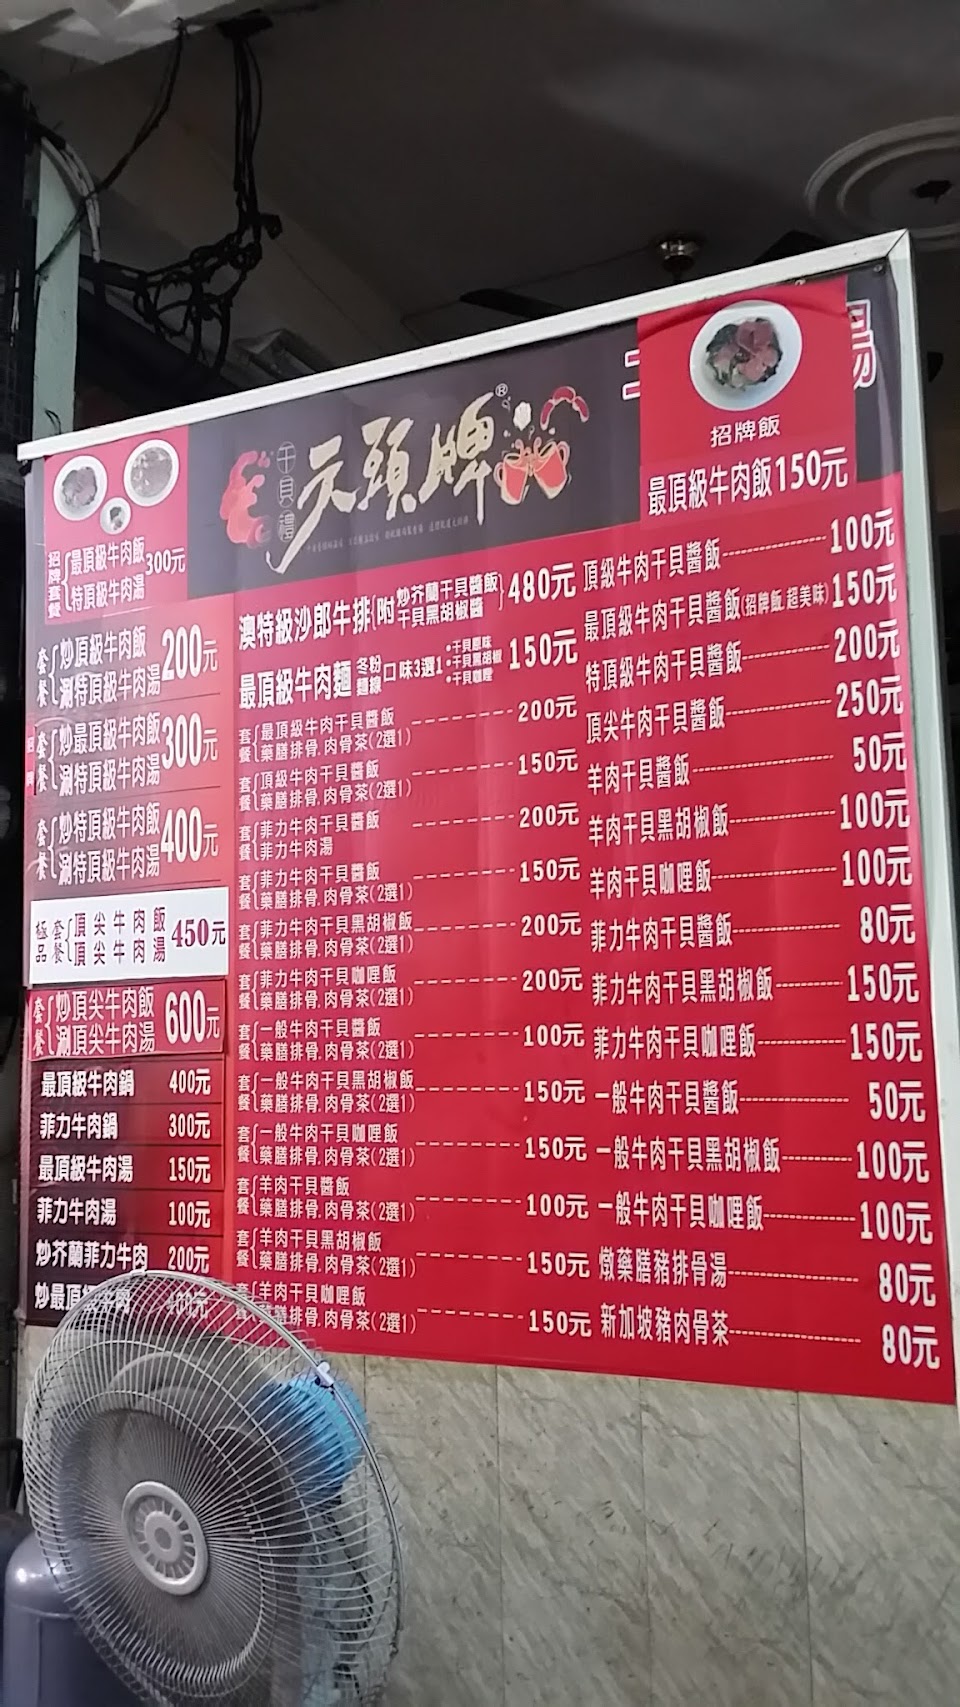 招牌套餐
最頂級牛肉飯
特頂級牛肉湯
300元
干貝禮
天頭牌®
招牌飯
最頂級牛肉飯150元
套餐 炒頂級牛肉飯
涮特頂級牛肉湯 200元
招牌
套餐 炒最頂級牛肉飯
涮特頂級牛肉湯 300元
套餐 炒特頂級牛肉飯
涮特頂級牛肉湯 400元
極品 套餐 頂尖牛肉飯
頂尖牛肉湯 450元
套餐 炒頂尖牛肉飯
涮頂尖牛肉湯 600元
最頂級牛肉鍋 400元
菲力牛肉鍋 300元
最頂級牛肉湯 150元
菲力牛肉湯 100元
炒芥蘭菲力牛肉 200元
澳特級沙郎牛排{附 炒芥蘭干貝醬飯
干貝黑胡椒醬 } 480元
最頂級牛肉麵 冬粉
麵線 口味3選1 •干貝原味
•干貝黑胡椒
•干貝咖哩 150元
套餐{最頂級牛肉干貝醬飯
藥膳排骨.肉骨茶(2選1) 200元
套餐{頂級牛肉干貝醬飯
藥膳排骨.肉骨茶(2選1) 150元
套餐{菲力牛肉干貝醬飯
菲力牛肉湯 200元
套餐{菲力牛肉干貝醬飯
藥膳排骨.肉骨茶(2選1) 150元
套餐{菲力牛肉干貝黑胡椒飯
藥膳排骨.肉骨茶(2選1) 200元
套餐{菲力牛肉干貝咖哩飯
藥膳排骨.肉骨茶(2選1) 200元
套餐{一般牛肉干貝醬飯
藥膳排骨.肉骨茶(2選1) 100元
套餐{一般牛肉干貝黑胡椒飯
藥膳排骨.肉骨茶(2選1) 150元
套餐{一般牛肉干貝咖哩飯
藥膳排骨.肉骨茶(2選1) 150元
套餐{羊肉干貝醬飯
藥膳排骨.肉骨茶(2選1) 100元
套餐{羊肉干貝黑胡椒飯
藥膳排骨.肉骨茶(2選1) 150元
羊肉干貝咖哩飯
藥膳排骨.肉骨茶(2選1) 150元
頂級牛肉干貝醬飯 100元
最頂級牛肉干貝醬飯(招牌飯,超美味) 150元
特頂級牛肉干貝醬飯 200元
頂尖牛肉干貝醬飯 250元
羊肉干貝醬飯 50元
羊肉干貝黑胡椒飯 100元
羊肉干貝咖哩飯 100元
菲力牛肉干貝醬飯 80元
菲力牛肉干貝黑胡椒飯 150元
菲力牛肉干貝咖哩飯 150元
一般牛肉干貝醬飯 50元
一般牛肉干貝黑胡椒飯 100元
一般牛肉干貝咖哩飯 100元
燉藥膳豬排骨湯 80元
新加坡豬肉骨茶 80元